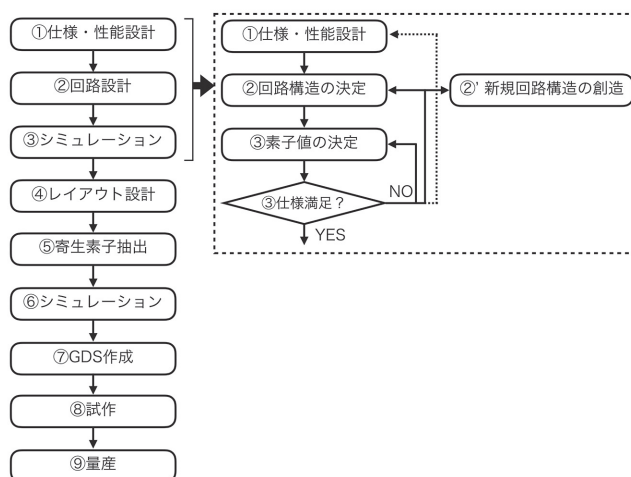 ①仕様・性能設計
②回路設計
③シミュレーション
④レイアウト設計
⑤寄生素子抽出
⑥シミュレーション
⑦GDS作成
⑧試作
⑨量産
①仕様・性能設計
②回路構造の決定
②’ 新規回路構造の創造
③素子値の決定
③仕様満足？
NO
YES